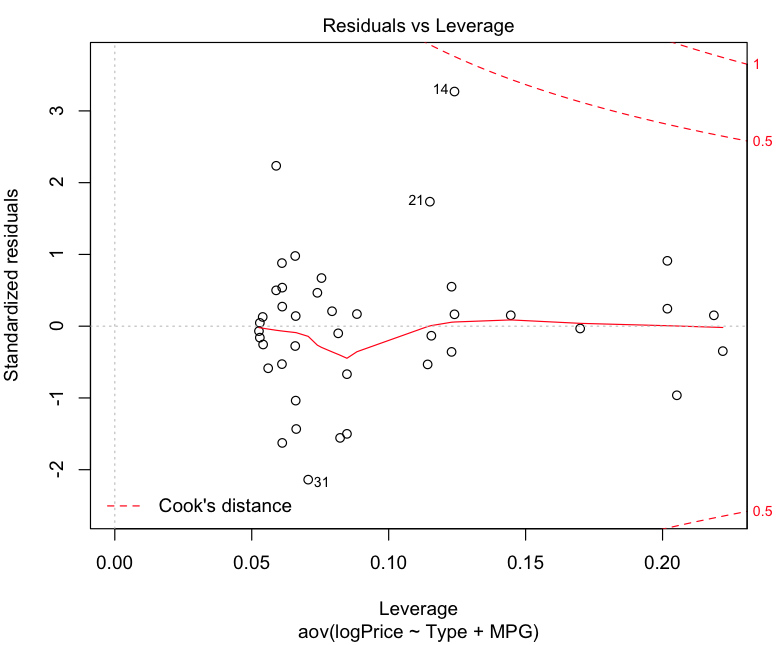 Residuals vs Leverage
Standardized residuals
3
2
1
0
-1
-2
14
21
31
1
0.5
0.5
Cook's distance
0.00 0.05 0.10 0.15 0.20
Leverage
aov(logPrice ~ Type + MPG)